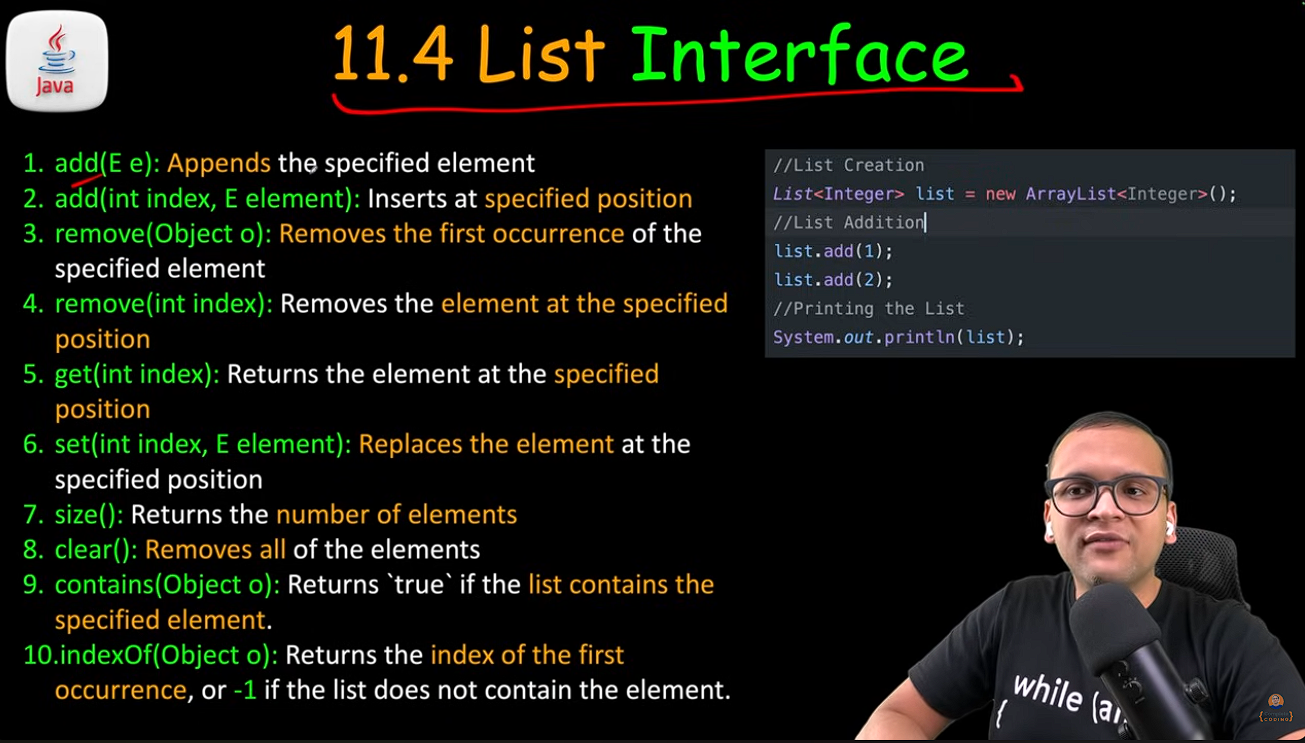 Java
11.4 List Interface
1. add(E e): Appends the specified element
2. add(int index, E element): Inserts at specified position
3. remove(Object o): Removes the first occurrence of the
specified element
4. remove(int index): Removes the element at the specified
position
5. get(int index): Returns the element at the specified
position
6. set(int index, E element): Replaces the element at the
specified position
7. size(): Returns the number of elements
8. clear(): Removes all of the elements
9. contains(Object o): Returns `true` if the list contains the
specified element.
10.indexOf(Object o): Returns the index of the first
occurrence, or -1 if the list does not contain the element.
//List Creation
List<Integer> list = new ArrayList<Integer>();
//List Addition
list.add(1);
list.add(2);
//Printing the List
System.out.println(list);
while (
{
{CODING}